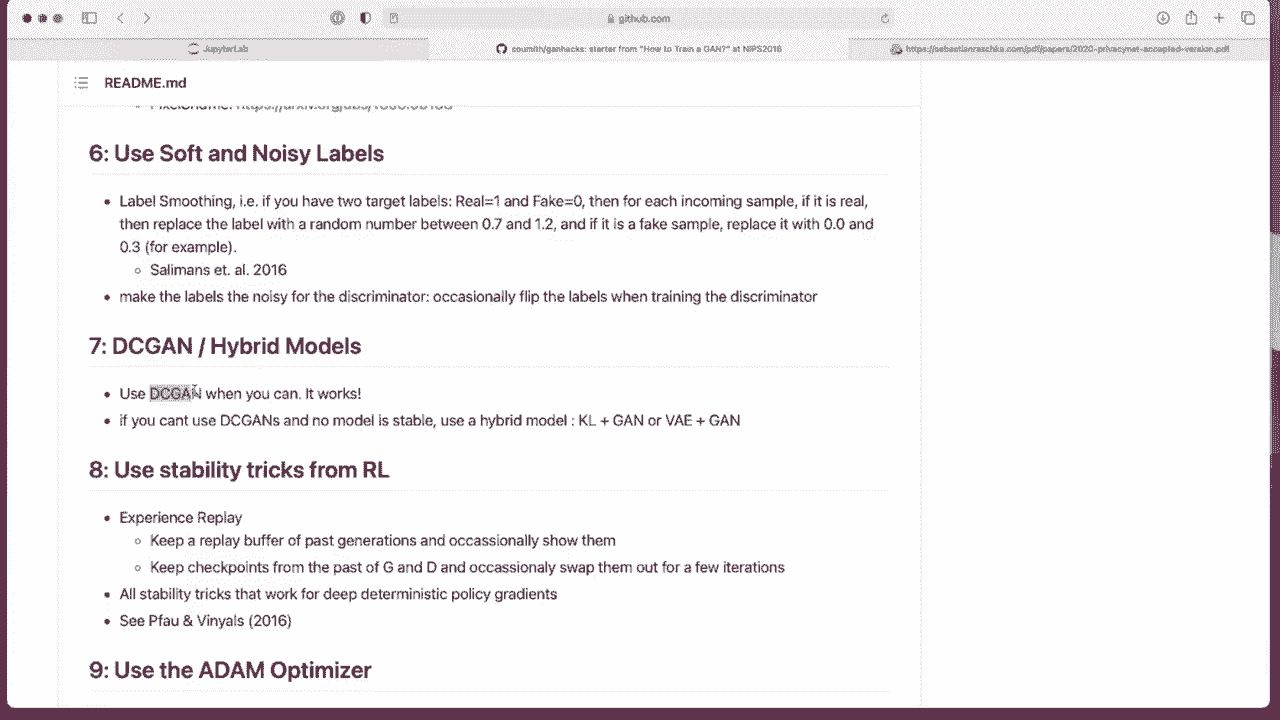 github.com
JupyterLab
soumith/ganhacks: starter from "How to Train a GAN?" at NIPS2016
https://sebastianraschka.com/pdf/papers/2020-privacynet-accepted-version.pdf
README.md
6: Use Soft and Noisy Labels
Label Smoothing, i.e. if you have two target labels: Real=1 and Fake=0, then for each incoming sample, if it is real,
then replace the label with a random number between 0.7 and 1.2, and if it is a fake sample, replace it with 0.0 and
0.3 (for example).
Salimans et. al. 2016
make the labels the noisy for the discriminator: occasionally flip the labels when training the discriminator
7: DCGAN / Hybrid Models
Use DCGAN when you can. It works!
if you cant use DCGANs and no model is stable, use a hybrid model : KL + GAN or VAE + GAN
8: Use stability tricks from RL
Experience Replay
Keep a replay buffer of past generations and occassionally show them
Keep checkpoints from the past of G and D and occassionaly swap them out for a few iterations
All stability tricks that work for deep deterministic policy gradients
See Pfau & Vinyals (2016)
9: Use the ADAM Optimizer